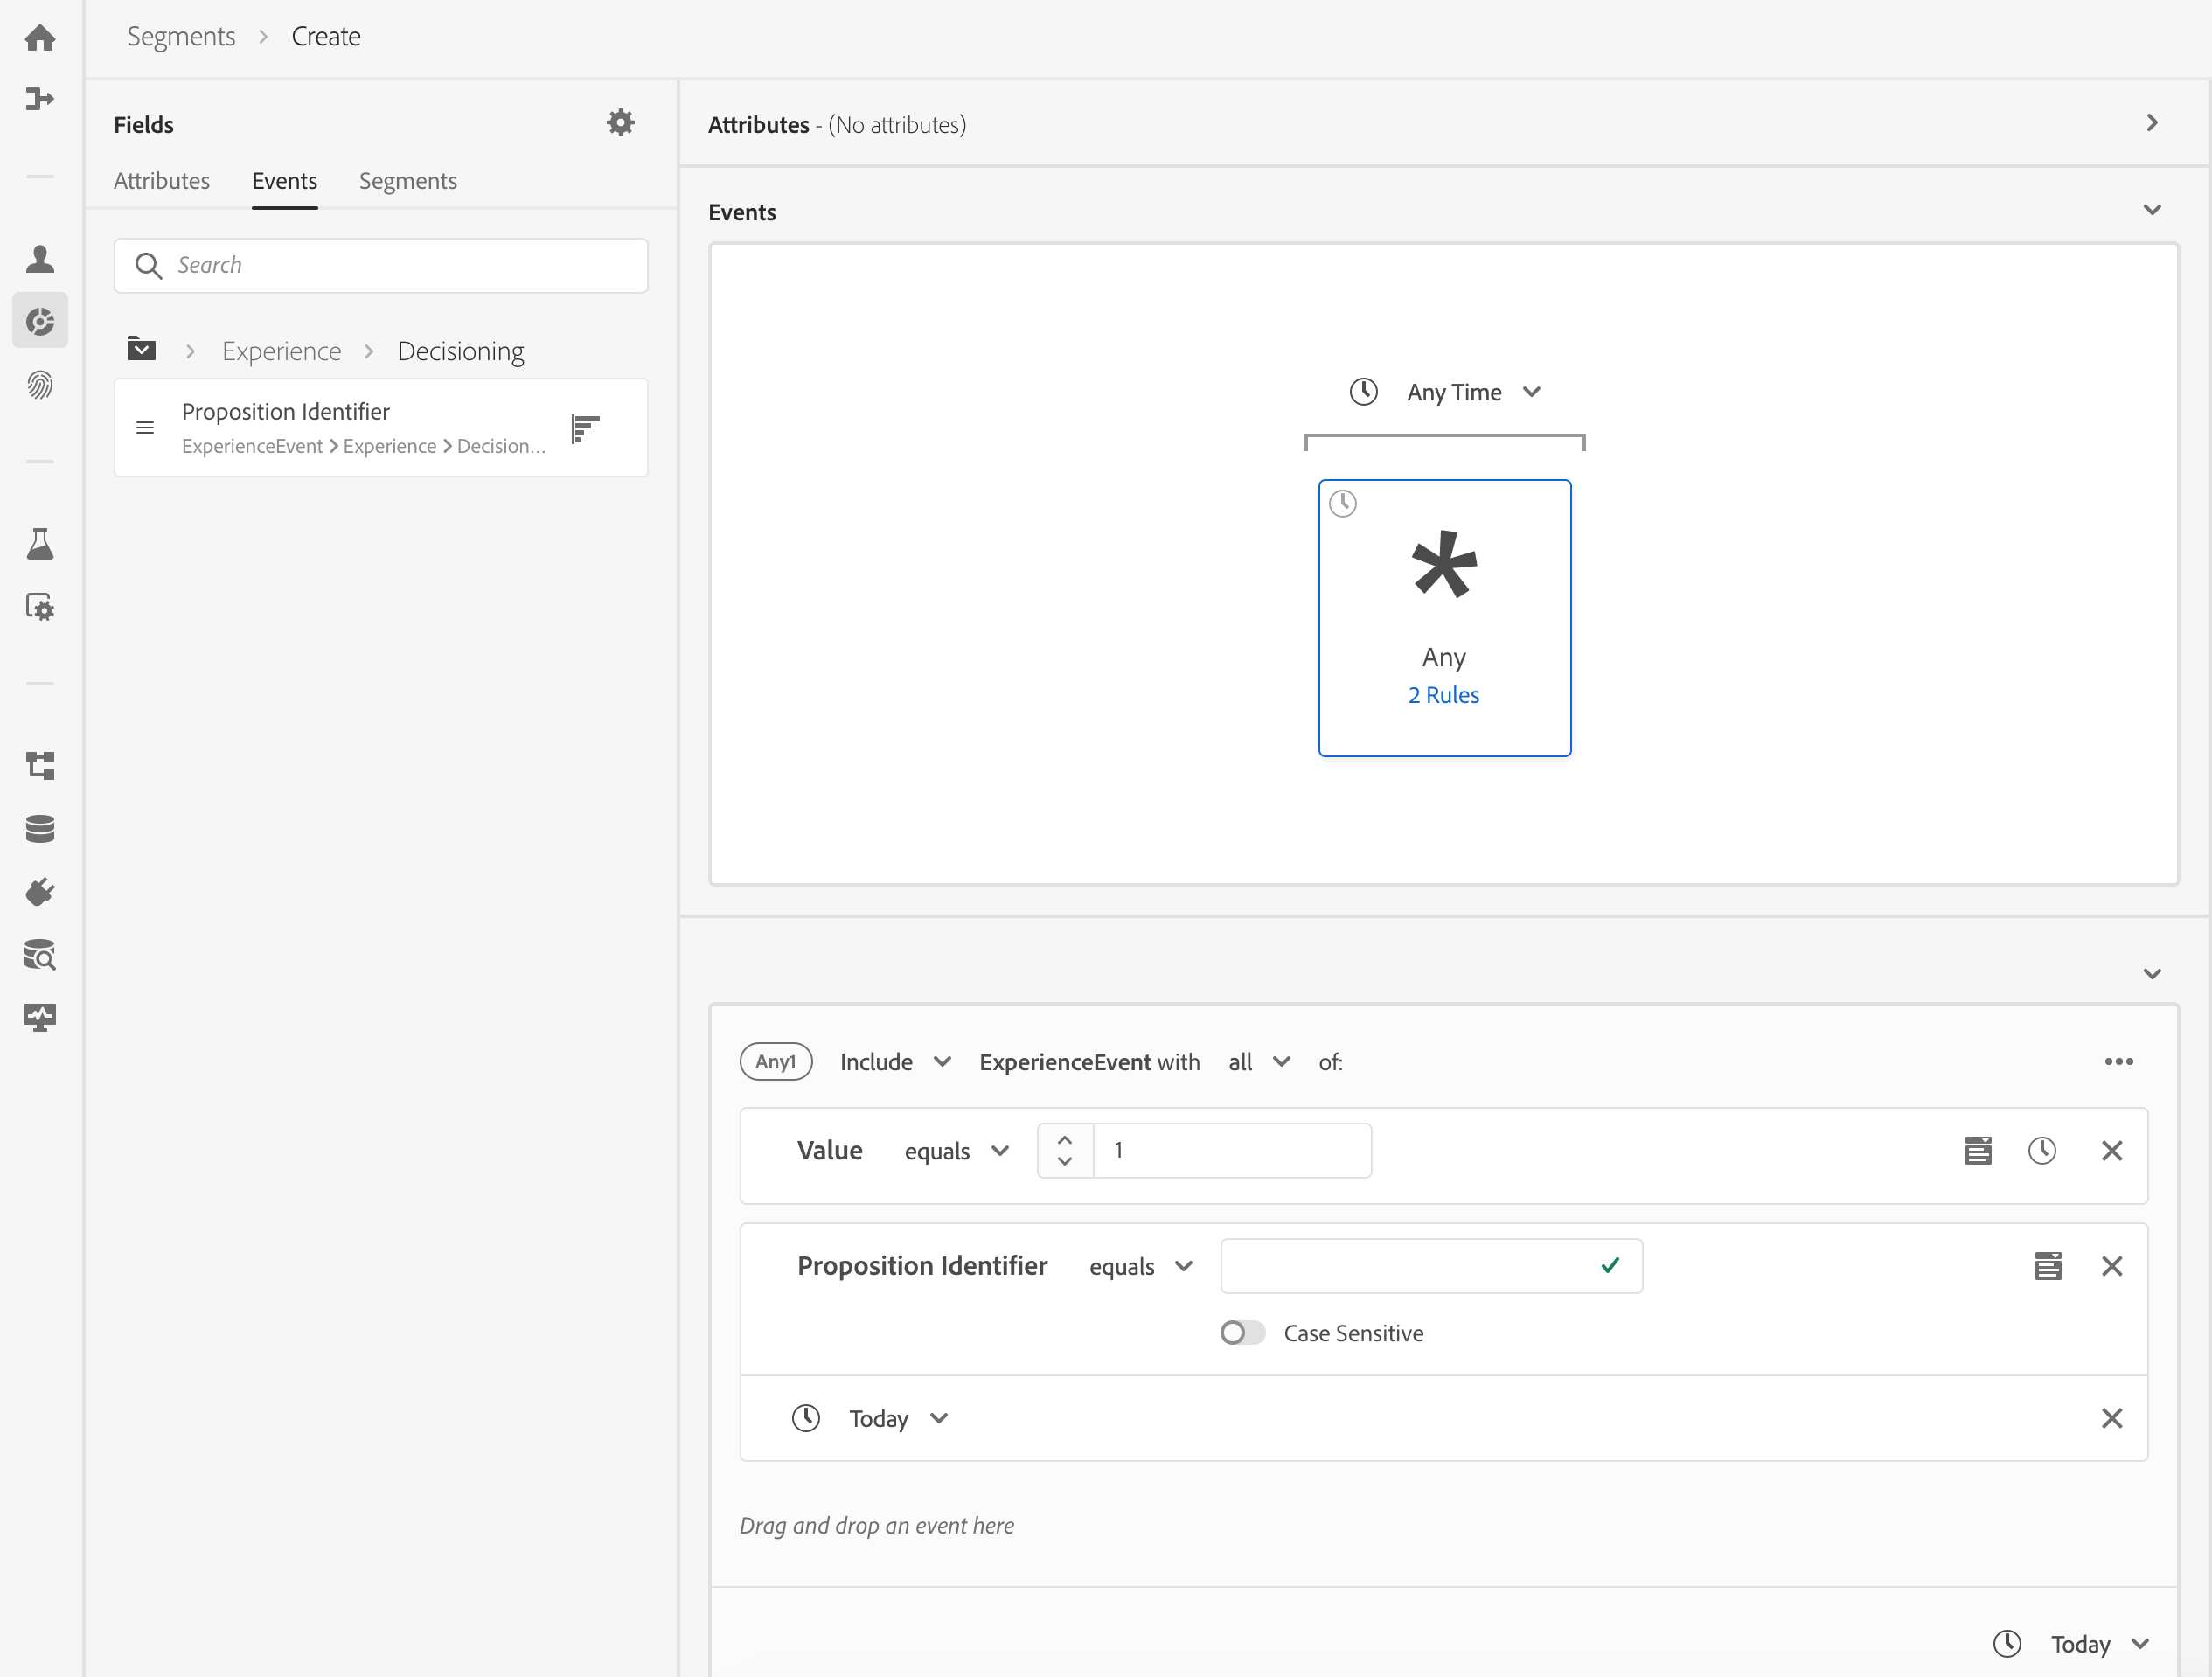 Segments > Create
Fields
Attributes Events Segments
Search
> Experience > Decisioning
Proposition Identifier
ExperienceEvent > Experience > Decision...
Attributes - (No attributes)
Events
Any Time
Any
2 Rules
Any1 Include ExperienceEvent with all of:
Value equals 1
Proposition Identifier equals
Case Sensitive
Today
Drag and drop an event here
Today